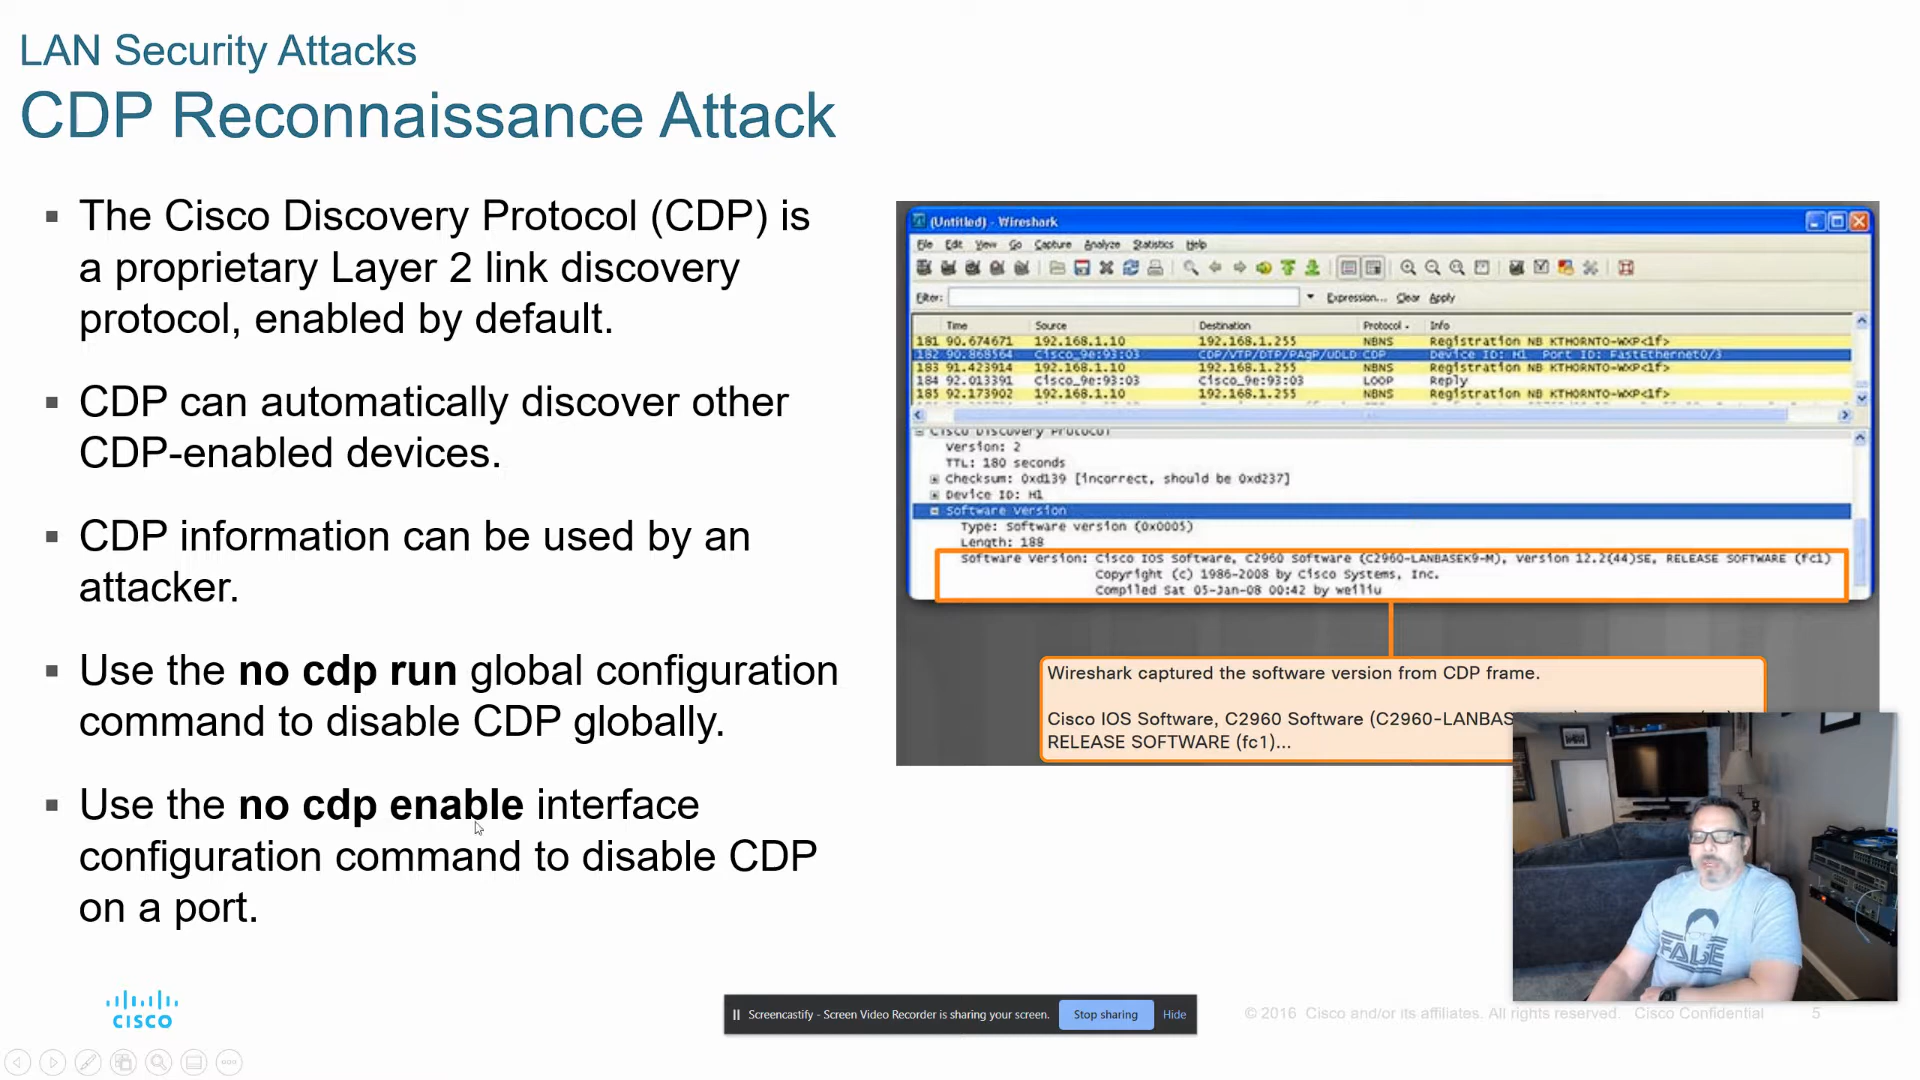 LAN Security Attacks
CDP Reconnaissance Attack
▪ The Cisco Discovery Protocol (CDP) is
a proprietary Layer 2 link discovery
protocol, enabled by default.
▪ CDP can automatically discover other
CDP-enabled devices.
▪ CDP information can be used by an
attacker.
▪ Use the no cdp run global configuration
command to disable CDP globally.
▪ Use the no cdp enable interface
configuration command to disable CDP
on a port.
(Untitled) - Wireshark
File Edit View Go Capture Analyze Statistics Help
Filter: Expression... Clear Apply
Time Source Destination Protocol Info
181 90.674671 192.168.1.10 192.168.1.255 NBNS Registration NB KTHORNTO-WXP<1f>
182 90.868564 Cisco_9e:93:03 CDP/VTP/DTP/PAgP/UDLD CDP Device ID: H1 Port ID: FastEthernet0/3
183 91.423914 192.168.1.10 192.168.1.255 NBNS Registration NB KTHORNTO-WXP<1f>
184 92.013391 Cisco_9e:93:03 Cisco_9e:93:03 LOOP Reply
185 92.173902 192.168.1.10 192.168.1.255 NBNS Registration NB KTHORNTO-WXP<1f>
Cisco Discovery Protocol
Version: 2
TTL: 180 seconds
Checksum: 0xd139 [incorrect, should be 0xd237]
Device ID: H1
Software Version
Type: Software version (0x0005)
Length: 188
Software Version: Cisco IOS Software, C2960 Software (C2960-LANBASEK9-M), Version 12.2(44)SE, RELEASE SOFTWARE (fc1)
Copyright (c) 1986-2008 by Cisco Systems, Inc.
Compiled Sat 05-Jan-08 00:42 by weiliu
Wireshark captured the software version from CDP frame.
Cisco IOS Software, C2960 Software (C2960-LANBAS
RELEASE SOFTWARE (fc1)...
FALSE
CISCO
Screencastify - Screen Video Recorder is sharing your screen. Stop sharing Hide
© 2016 Cisco and/or its affiliates. All rights reserved. Cisco Confidential 5